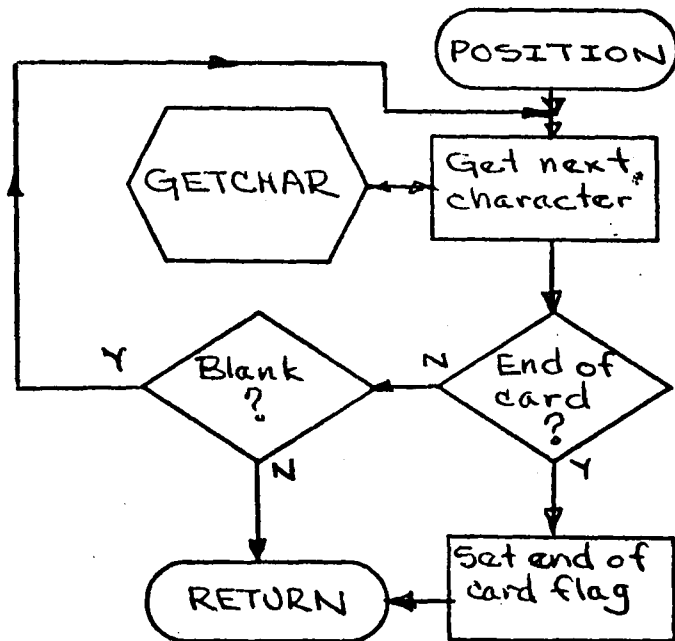 POSITION
GETCHAR
Get next
character
Y
Blank
?
N
N
End of
card
?
Y
Set end of
card flag
RETURN